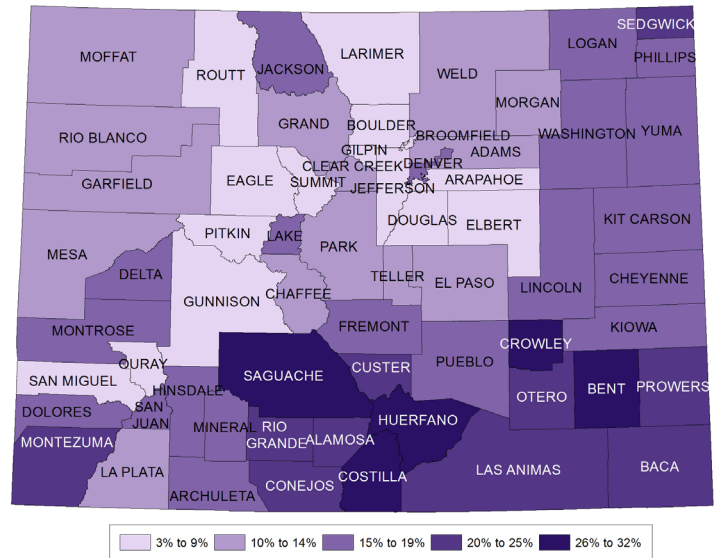 SEDGWICK
LOGAN
PHILLIPS
MOFFAT
ROUTT
JACKSON
LARIMER
WELD
MORGAN
GRAND
BOULDER
RIO BLANCO
GILPIN
BROOMFIELD
WASHINGTON
YUMA
CLEAR CREEK
DENVER
ADAMS
GARFIELD
EAGLE
SUMMIT
JEFFERSON
ARAPAHOE
PITKIN
LAKE
DOUGLAS
ELBERT
KIT CARSON
MESA
PARK
DELTA
TELLER
EL PASO
LINCOLN
CHEYENNE
GUNNISON
CHAFFEE
MONTROSE
FREMONT
KIOWA
CROWLEY
OURAY
PUEBLO
CUSTER
SAN MIGUEL
SAGUACHE
HINSDALE
OTERO
BENT
PROWERS
DOLORES
SAN
JUAN
MINERAL
HUERFANO
RIO
GRANDE
ALAMOSA
MONTEZUMA
LA PLATA
COSTILLA
LAS ANIMAS
BACA
ARCHULETA
CONEJOS
3% to 9%
10% to 14%
15% to 19%
20% to 25%
26% to 32%